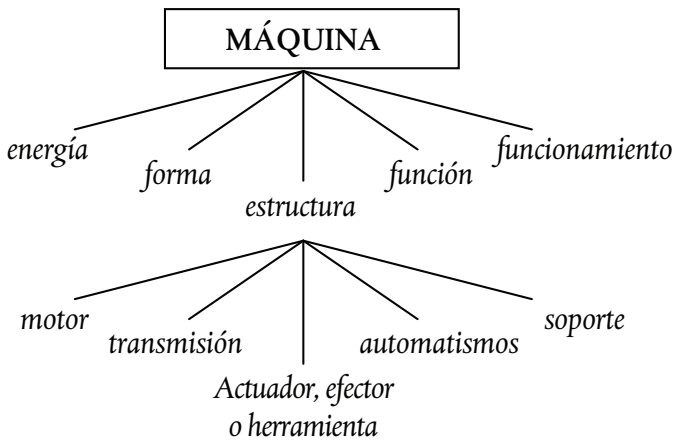 MÁQUINA
energía
forma
estructura
función
funcionamiento
motor
transmisión
Actuador, efector
o herramienta
automatismos
soporte